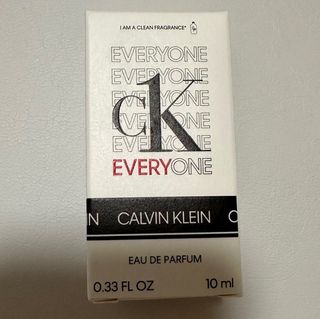 I AM A CLEAN FRAGRANCE*
EVERYONE
EVERYONE
EVERYONE
EVERYONE
EVERYONE
cK
EVERYONE
IN CALVIN KLEIN C
EAU DE PARFUM
0.33 FL OZ 10 ml